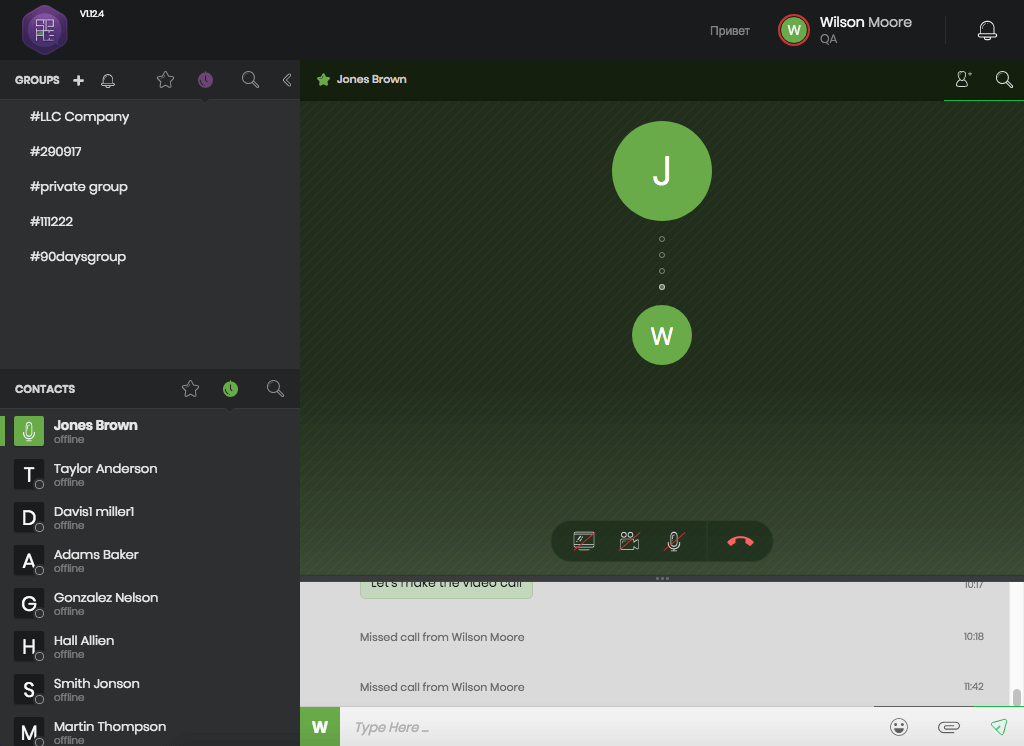 V1.12.4
Привет
W
Wilson Moore
QA
GROUPS
#LLC Company
#290917
#private group
#111222
#90daysgroup
CONTACTS
Jones Brown
offline
T
Taylor Anderson
offline
D
Davis1 miller1
offline
A
Adams Baker
offline
G
Gonzalez Nelson
offline
H
Hall Allien
offline
S
Smith Jonson
offline
M
Martin Thompson
offline
Jones Brown
J
W
Let's make the video call
10:17
Missed call from Wilson Moore
10:18
Missed call from Wilson Moore
11:42
W
Type Here ...